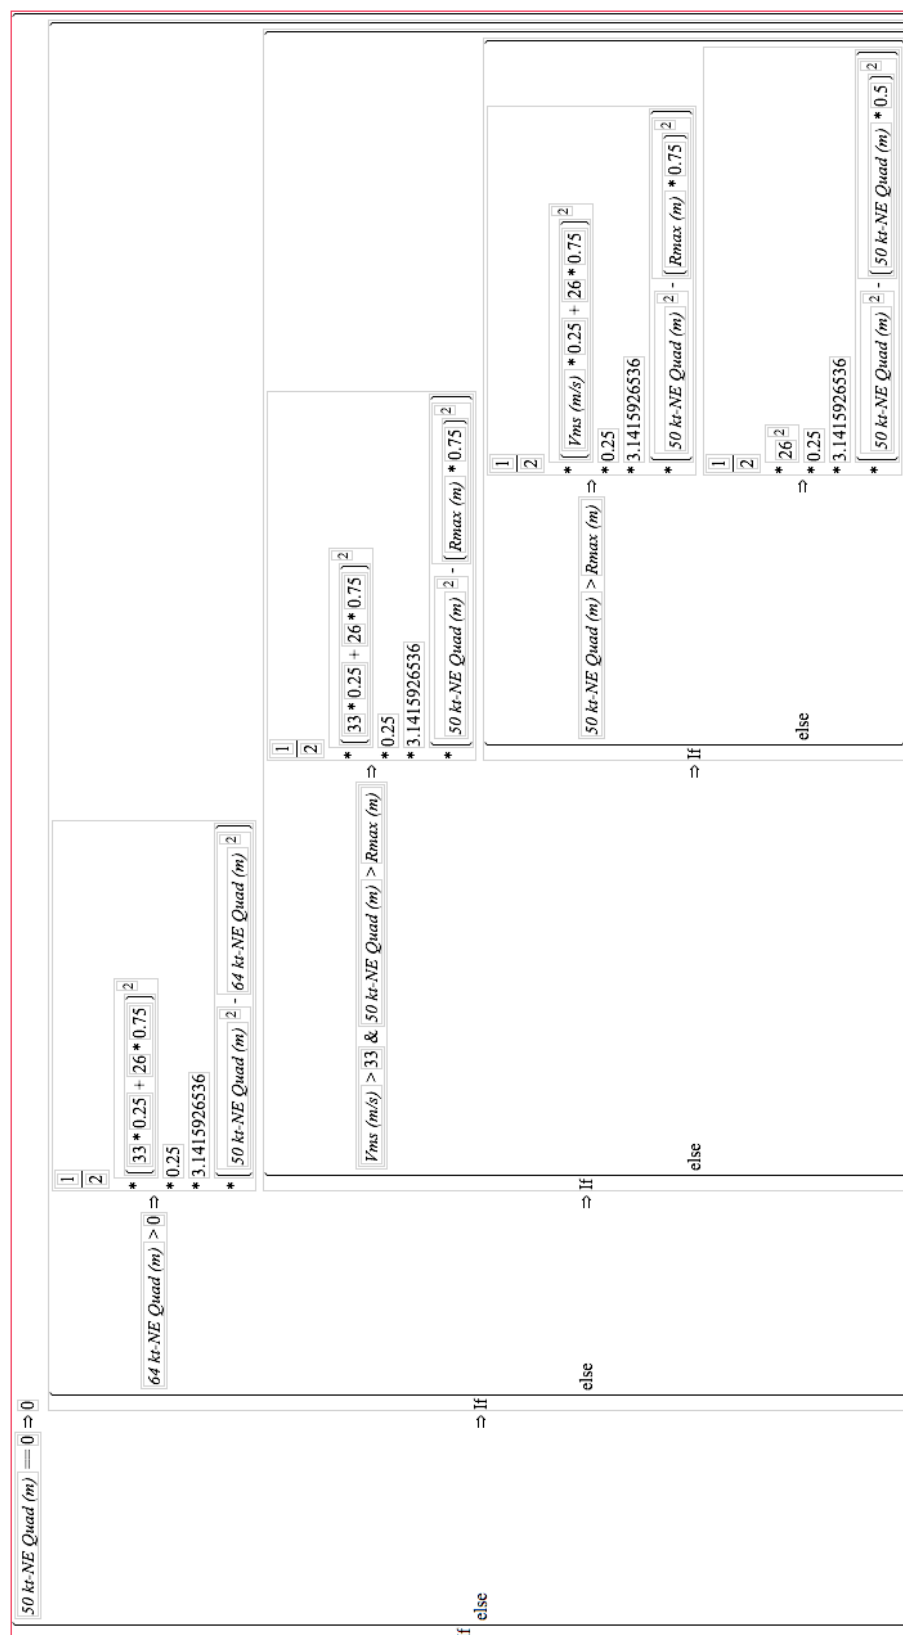 If
50 kt-NE Quad (m) == 0 ⇒ 0
else ⇒ If
64 kt-NE Quad (m) > 0 ⇒
1
2
* (33 * 0.25 + 26 * 0.75)2
* 0.25
* 3.1415926536
* (50 kt-NE Quad (m)2 - 64 kt-NE Quad (m)2)
else ⇒ If
Vms (m/s) > 33 & 50 kt-NE Quad (m) > Rmax (m) ⇒
1
2
* (33 * 0.25 + 26 * 0.75)2
* 0.25
* 3.1415926536
* (50 kt-NE Quad (m)2 - (Rmax (m) * 0.75)2)
else ⇒ If
50 kt-NE Quad (m) > Rmax (m) ⇒
1
2
* (Vms (m/s) * 0.25 + 26 * 0.75)2
* 0.25
* 3.1415926536
* (50 kt-NE Quad (m)2 - (Rmax (m) * 0.75)2)
else ⇒
1
2
* 262
* 0.25
* 3.1415926536
* (50 kt-NE Quad (m)2 - (50 kt-NE Quad (m) * 0.5)2)